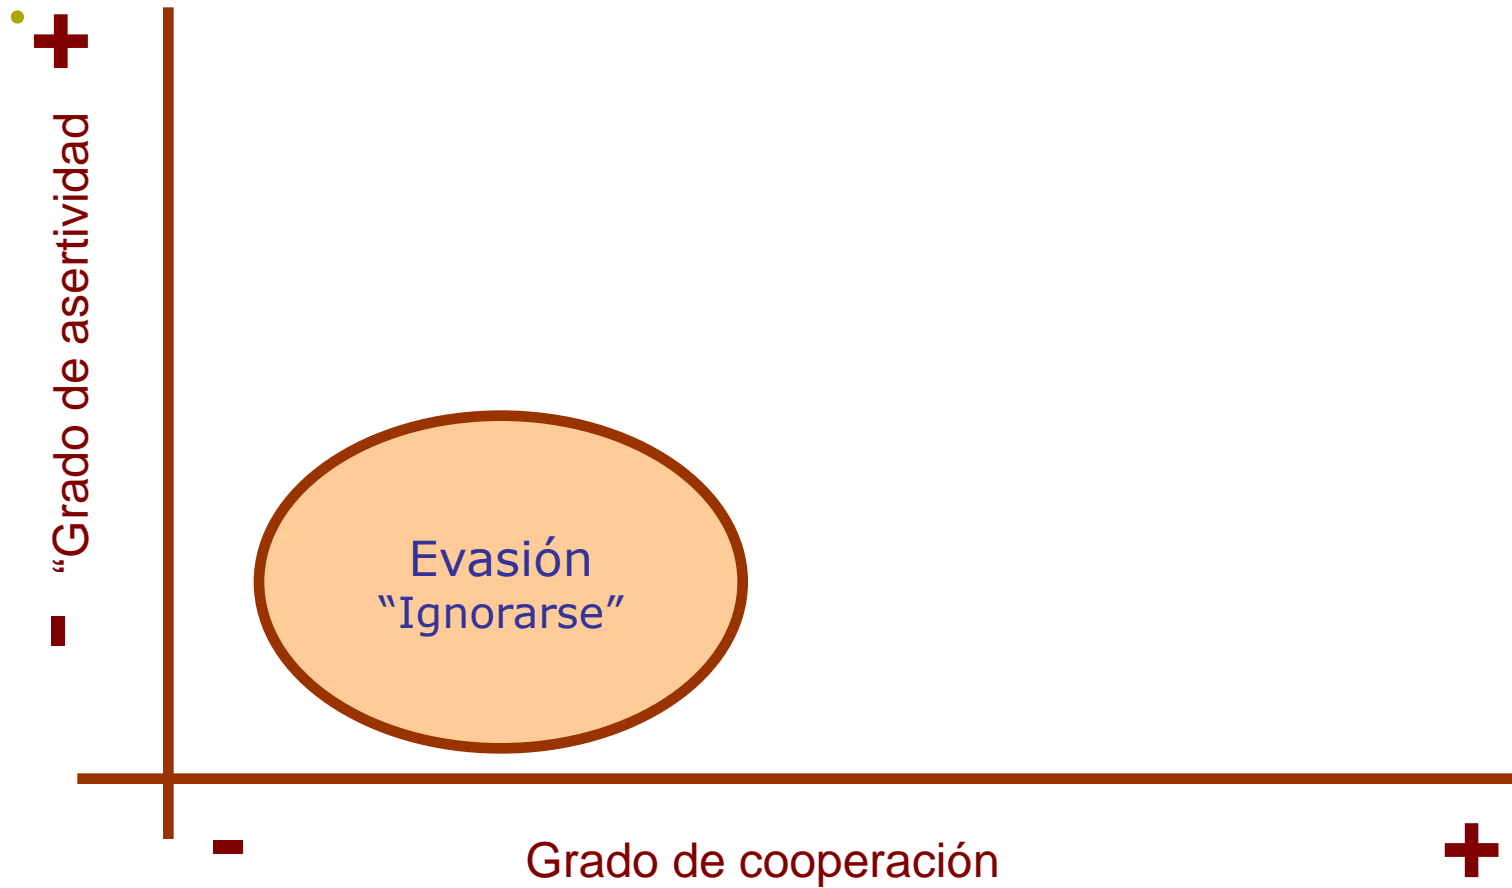 +
“Grado de asertividad
-
Evasión
“Ignorarse”
-
Grado de cooperación
+